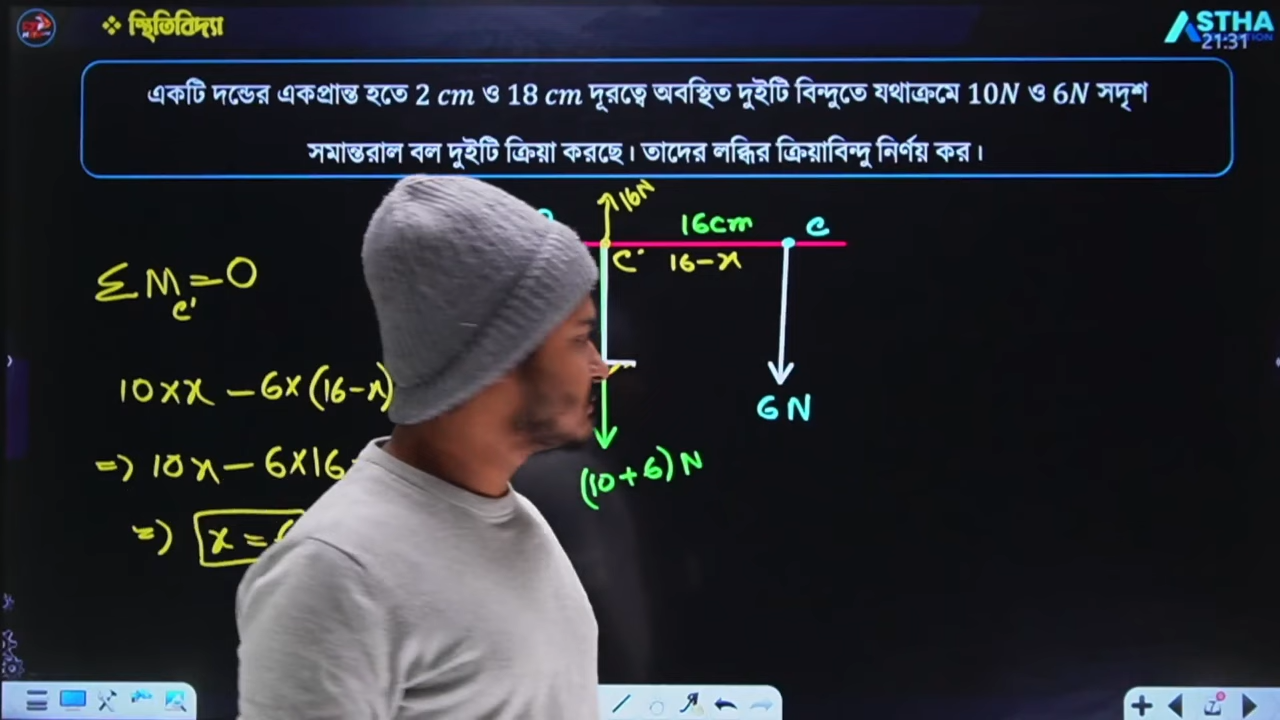 ❖ স্থিতিবিদ্যা
ASTHA
21:31
একটি দন্ডের একপ্রান্ত হতে 2 cm ও 18 cm দূরত্বে অবস্থিত দুইটি বিন্দুতে যথাক্রমে 10N ও 6N সদৃশ
সমান্তরাল বল দুইটি ক্রিয়া করছে। তাদের লব্ধির ক্রিয়াবিন্দু নির্ণয় কর।
16N
16cm
C
C'
16-x
ΣM_C' = 0
10×x - 6×(16-x)
6N
=) 10x - 6×16
(10+6)N
=) x =